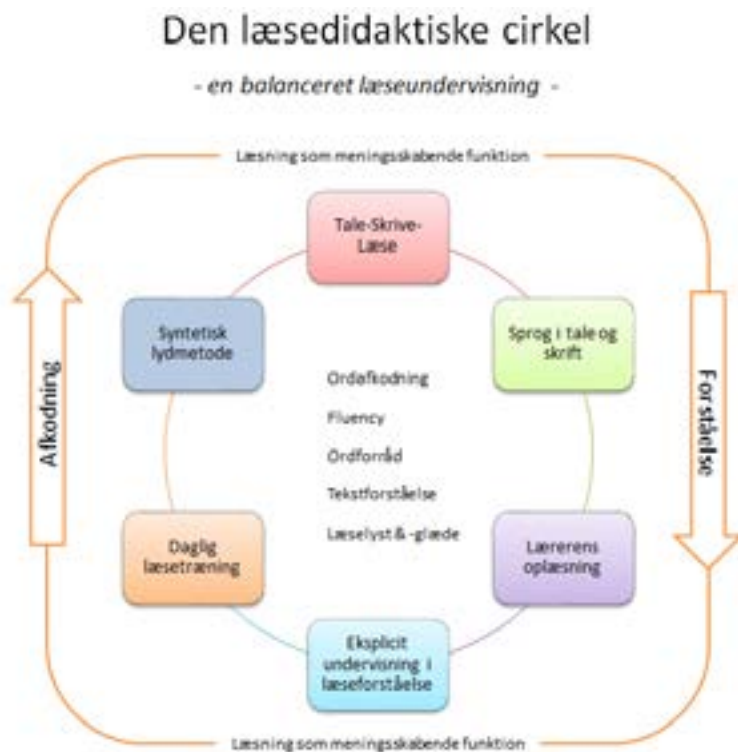 Den læsedidaktiske cirkel
- en balanceret læseundervisning -
Læsning som meningsskabende funktion
Tale-Skrive-
Læse
Syntetisk
lydmetode
Sprog i tale og
skrift
Afkodning
Forståelse
Ordafkodning
Fluency
Ordforråd
Tekstforståelse
Læselyst & -glæde
Daglig
læsetræning
Lærerens
oplæsning
Eksplicit
undervisning i
læseforståelse
Læsning som meningsskabende funktion